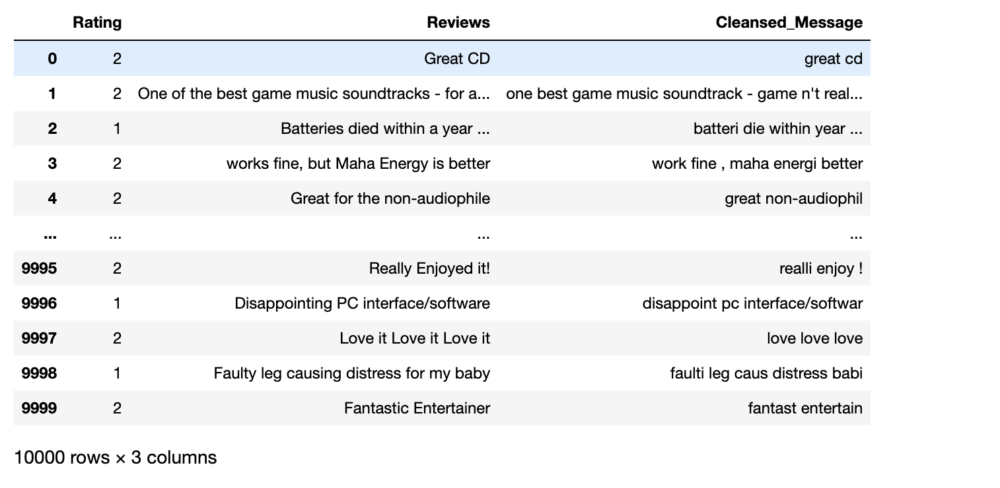 Rating Reviews Cleansed_Message
0 2 Great CD great cd
1 2 One of the best game music soundtracks - for a... one best game music soundtrack - game n't real...
2 1 Batteries died within a year ... batteri die within year ...
3 2 works fine, but Maha Energy is better work fine , maha energi better
4 2 Great for the non-audiophile great non-audiophil
... ... ... ...
9995 2 Really Enjoyed it! realli enjoy !
9996 1 Disappointing PC interface/software disappoint pc interface/softwar
9997 2 Love it Love it Love it love love love
9998 1 Faulty leg causing distress for my baby faulti leg caus distress babi
9999 2 Fantastic Entertainer fantast entertain
10000 rows × 3 columns